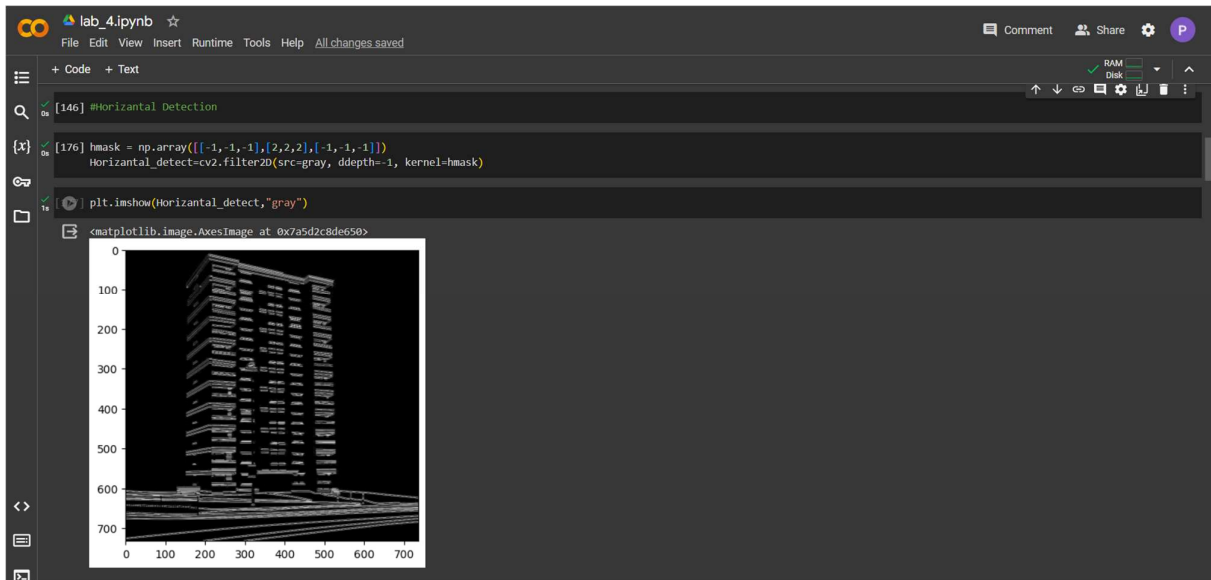 lab_4.ipynb
File Edit View Insert Runtime Tools Help All changes saved
Comment Share P
+ Code + Text
RAM
Disk
0s [146] #Horizantal Detection
{x} 0s [176] hmask = np.array([[-1,-1,-1],[2,2,2],[-1,-1,-1]])
Horizantal_detect=cv2.filter2D(src=gray, ddepth=-1, kernel=hmask)
1s [ ] plt.imshow(Horizantal_detect,"gray")
<matplotlib.image.AxesImage at 0x7a5d2c8de650>
0
100
200
300
400
500
600
700
0 100 200 300 400 500 600 700